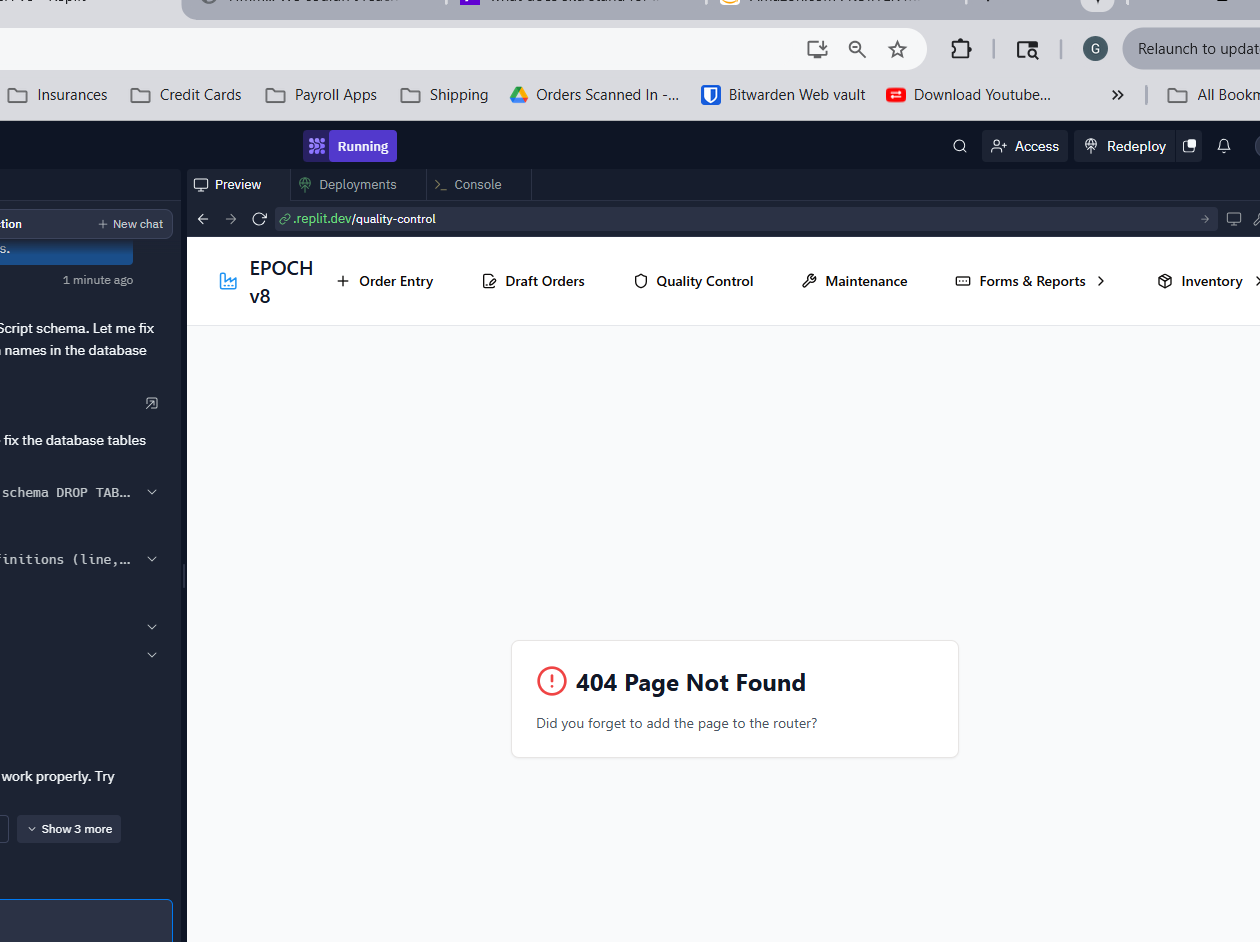 G
Relaunch to updat
Insurances
Credit Cards
Payroll Apps
Shipping
Orders Scanned In -...
Bitwarden Web vault
Download Youtube...
All Bookm
Running
Access
Redeploy
Preview
Deployments
Console
ction
New chat
.replit.dev/quality-control
s.
1 minute ago
Script schema. Let me fix
names in the database
fix the database tables
schema DROP TAB...
finitions (line,...
work properly. Try
Show 3 more
EPOCH
v8
Order Entry
Draft Orders
Quality Control
Maintenance
Forms & Reports
Inventory
404 Page Not Found
Did you forget to add the page to the router?